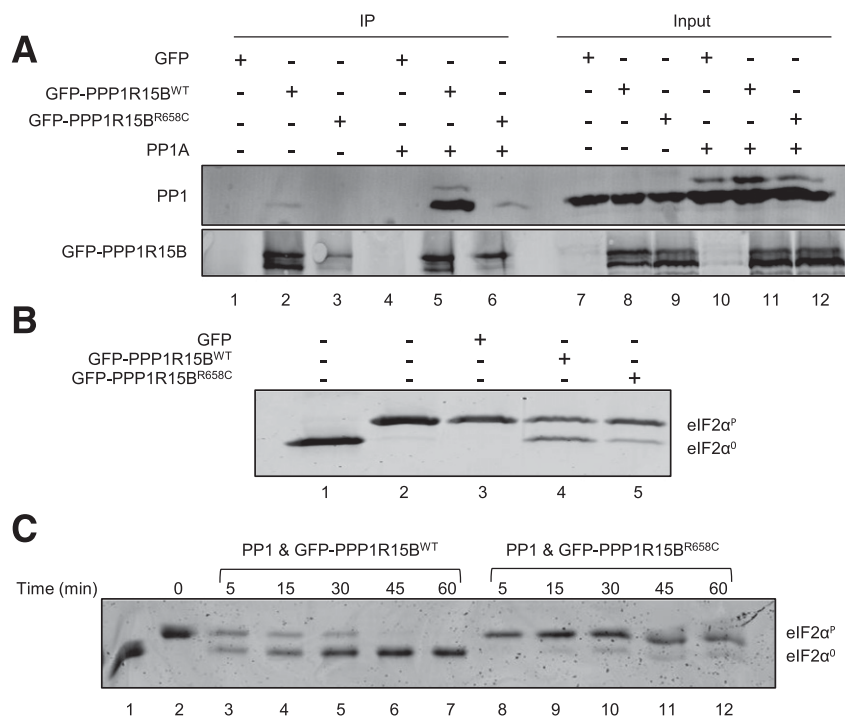 IP Input
A
GFP + - - + - - + - - + - -
GFP-PPP1R15BWT - + - - + - - + - - + -
GFP-PPP1R15BR658C - - + - - + - - + - - +
PP1A - - - + + + - - - + + +
PP1
GFP-PPP1R15B
1 2 3 4 5 6 7 8 9 10 11 12
B
GFP - - + - -
GFP-PPP1R15BWT - - - + -
GFP-PPP1R15BR658C - - - - +
eIF2αP
eIF2α0
1 2 3 4 5
C
PP1 & GFP-PPP1R15BWT PP1 & GFP-PPP1R15BR658C
Time (min) 0 5 15 30 45 60 5 15 30 45 60
eIF2αP
eIF2α0
1 2 3 4 5 6 7 8 9 10 11 12